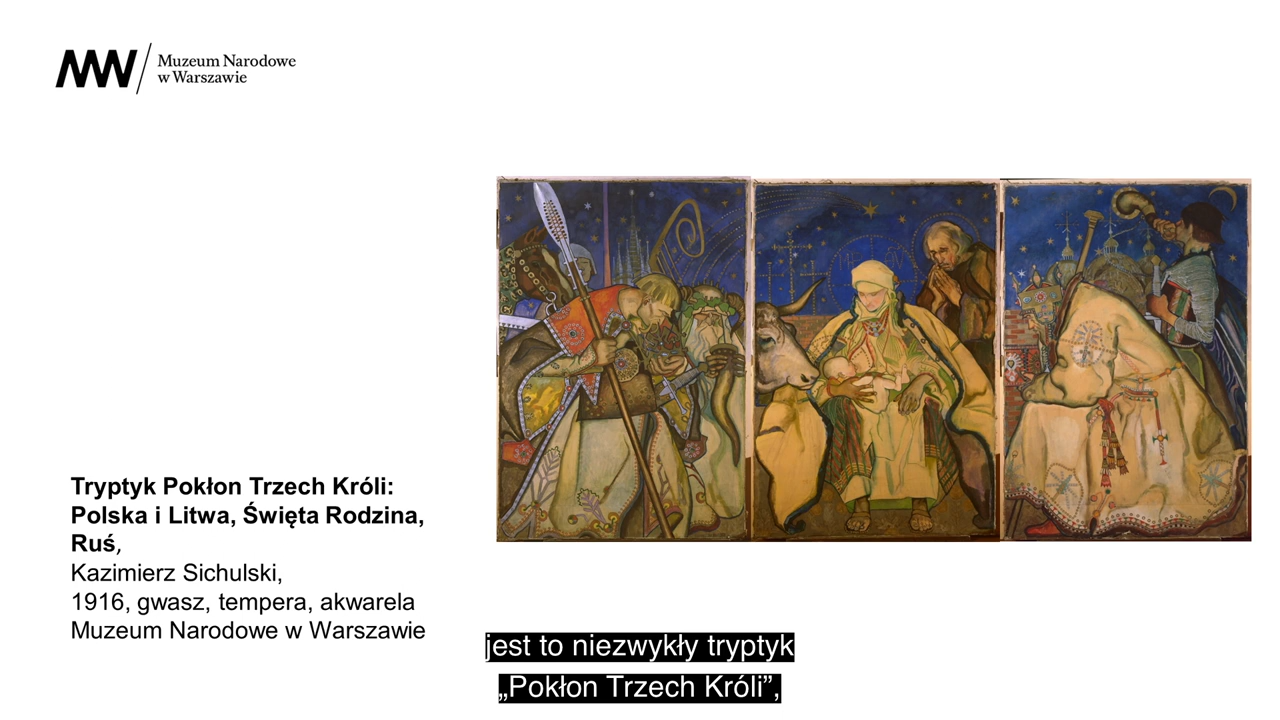 MNW / Muzeum Narodowe
w Warszawie
Tryptyk Pokłon Trzech Króli:
Polska i Litwa, Święta Rodzina,
Ruś,
Kazimierz Sichulski,
1916, gwasz, tempera, akwarela
Muzeum Narodowe w Warszawie
jest to niezwykły tryptyk
„Pokłon Trzech Króli”,